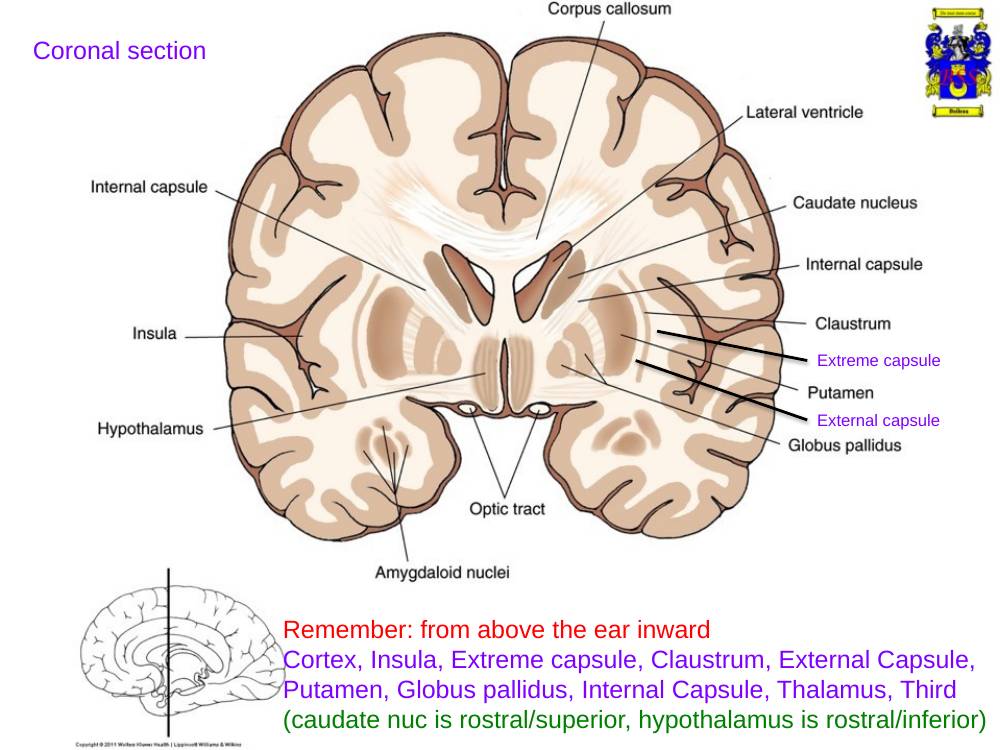 Corpus callosum
Coronal section
Lateral ventricle
Internal capsule
Caudate nucleus
Internal capsule
Claustrum
Insula
Extreme capsule
Putamen
External capsule
Hypothalamus
Globus pallidus
Optic tract
Amygdaloid nuclei
Remember: from above the ear inward
Cortex, Insula, Extreme capsule, Claustrum, External Capsule,
Putamen, Globus pallidus, Internal Capsule, Thalamus, Third
(caudate nuc is rostral/superior, hypothalamus is rostral/inferior)
Copyright © 2011 Wolters Kluwer Health | Lippincott Williams & Wilkins